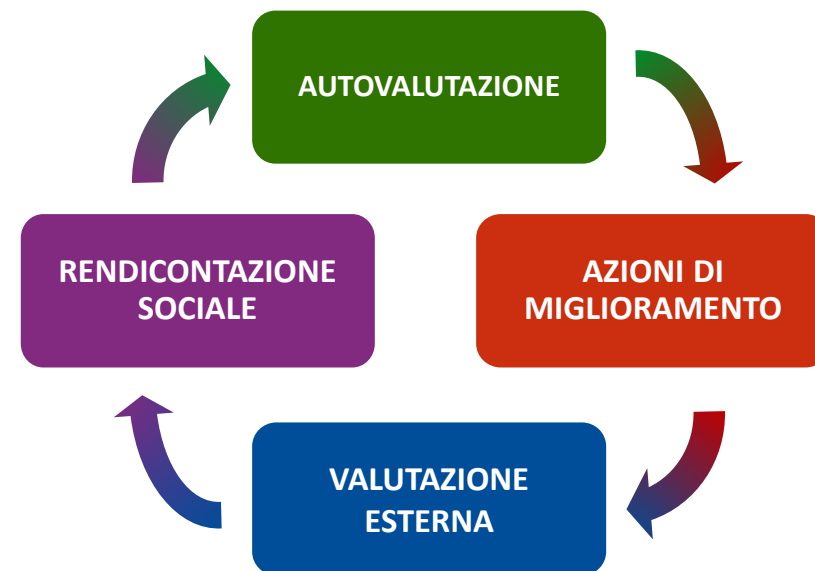 AUTOVALUTAZIONE
RENDICONTAZIONE
SOCIALE
AZIONI DI
MIGLIORAMENTO
VALUTAZIONE
ESTERNA